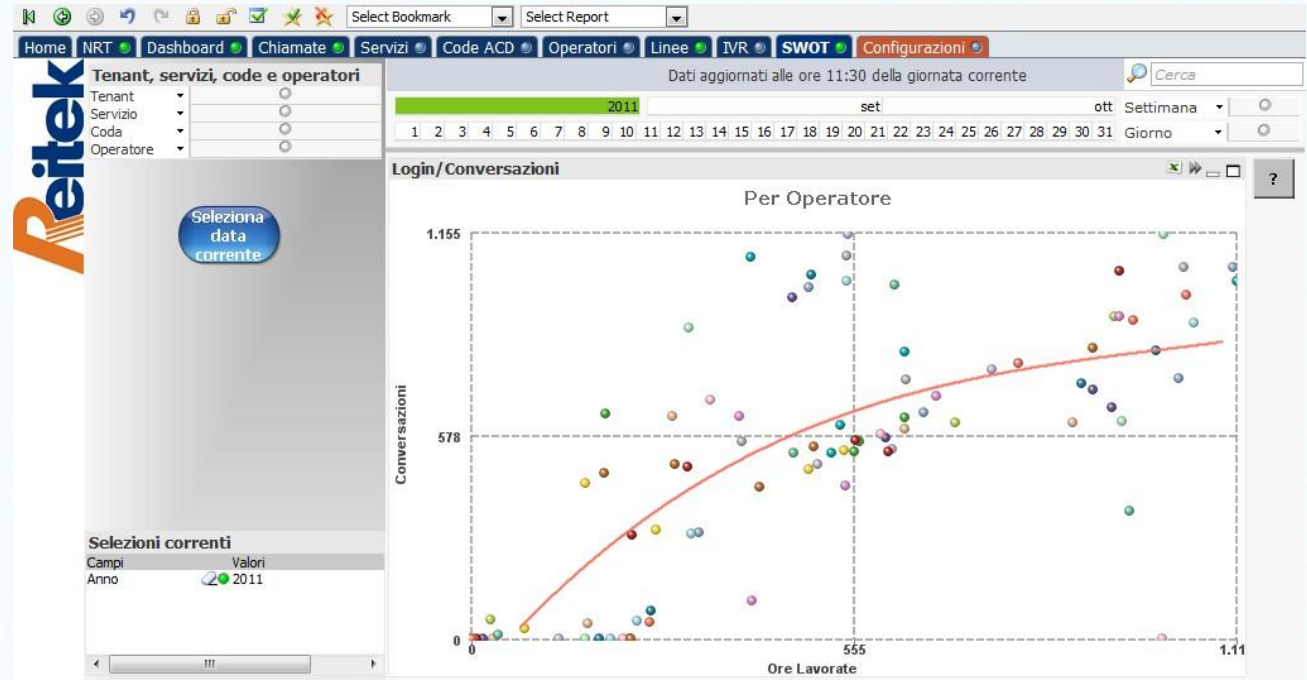 Select Bookmark Select Report
Home NRT Dashboard Chiamate Servizi Code ACD Operatori Linee IVR SWOT Configurazioni
Reitek
Tenant, servizi, code e operatori
Tenant
Servizio
Coda
Operatore
Dati aggiornati alle ore 11:30 della giornata corrente
Cerca
2011 set ott Settimana
1 2 3 4 5 6 7 8 9 10 11 12 13 14 15 16 17 18 19 20 21 22 23 24 25 26 27 28 29 30 31 Giorno
Seleziona
data
corrente
Selezioni correnti
Campi Valori
Anno 2011
Login/Conversazioni
?
Per Operatore
1.155
578
0
Conversazioni
0 555 1.11
Ore Lavorate